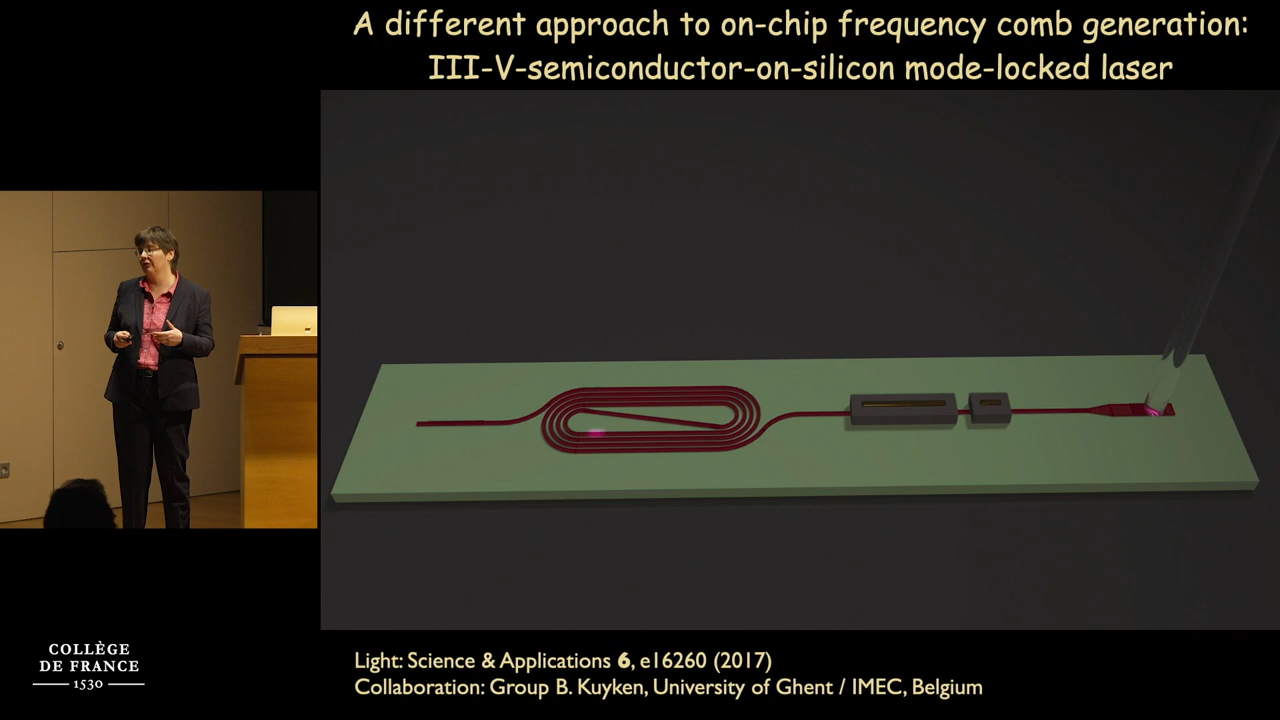 A different approach to on-chip frequency comb generation:
III-V-semiconductor-on-silicon mode-locked laser
Light: Science & Applications 6, e16260 (2017)
Collaboration: Group B. Kuyken, University of Ghent / IMEC, Belgium
COLLÈGE
DE FRANCE
1530